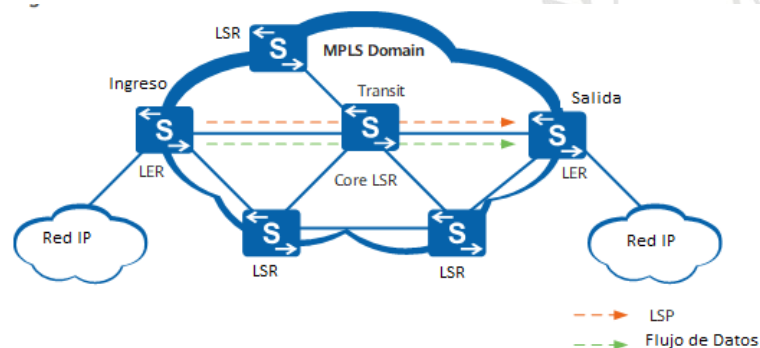 LSR
S
MPLS Domain
Ingreso
Transit
Salida
S
S
S
LER
Core LSR
LER
Red IP
S
S
Red IP
LSR
LSR
LSP
Flujo de Datos